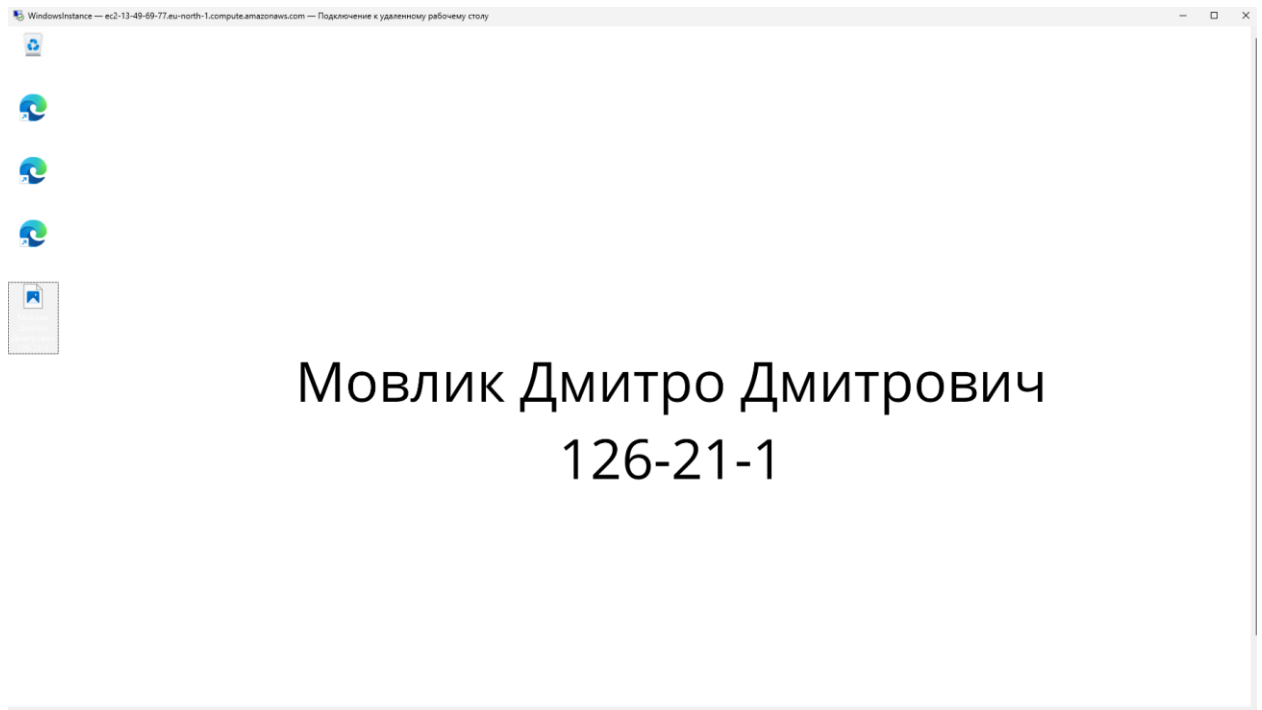 WindowsInstance — ec2-13-49-69-77.eu-north-1.compute.amazonaws.com — Подключение к удаленному рабочему столу
Мовлик Дмитро Дмитрович
126-21-1